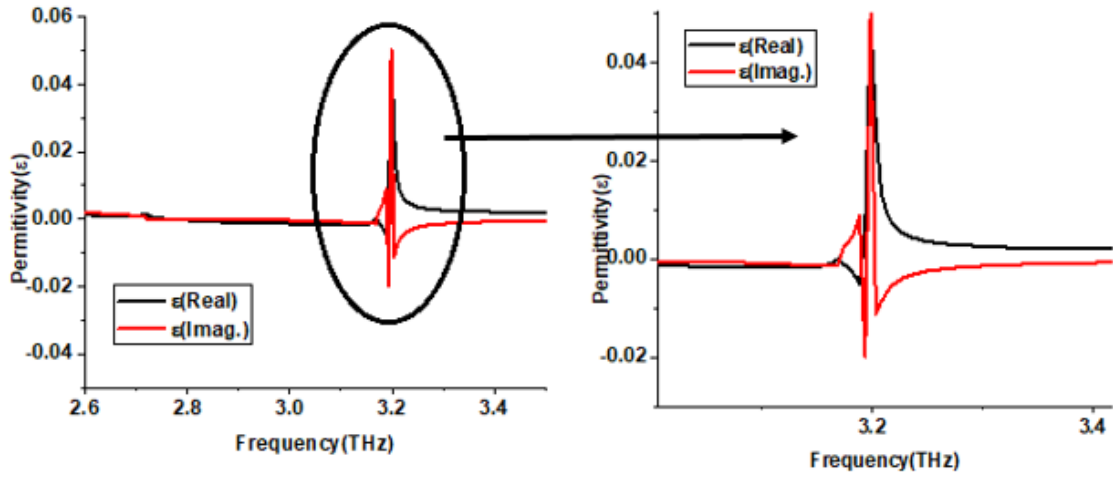 Permitivity(ε)
0.06
0.04
0.02
0.00
-0.02
-0.04
ε(Real)
ε(Imag.)
2.6
2.8
3.0
3.2
3.4
Frequency(THz)
Permittivity(ε)
0.04
0.02
0.00
-0.02
ε(Real)
ε(Imag.)
3.2
3.4
Frequency(THz)